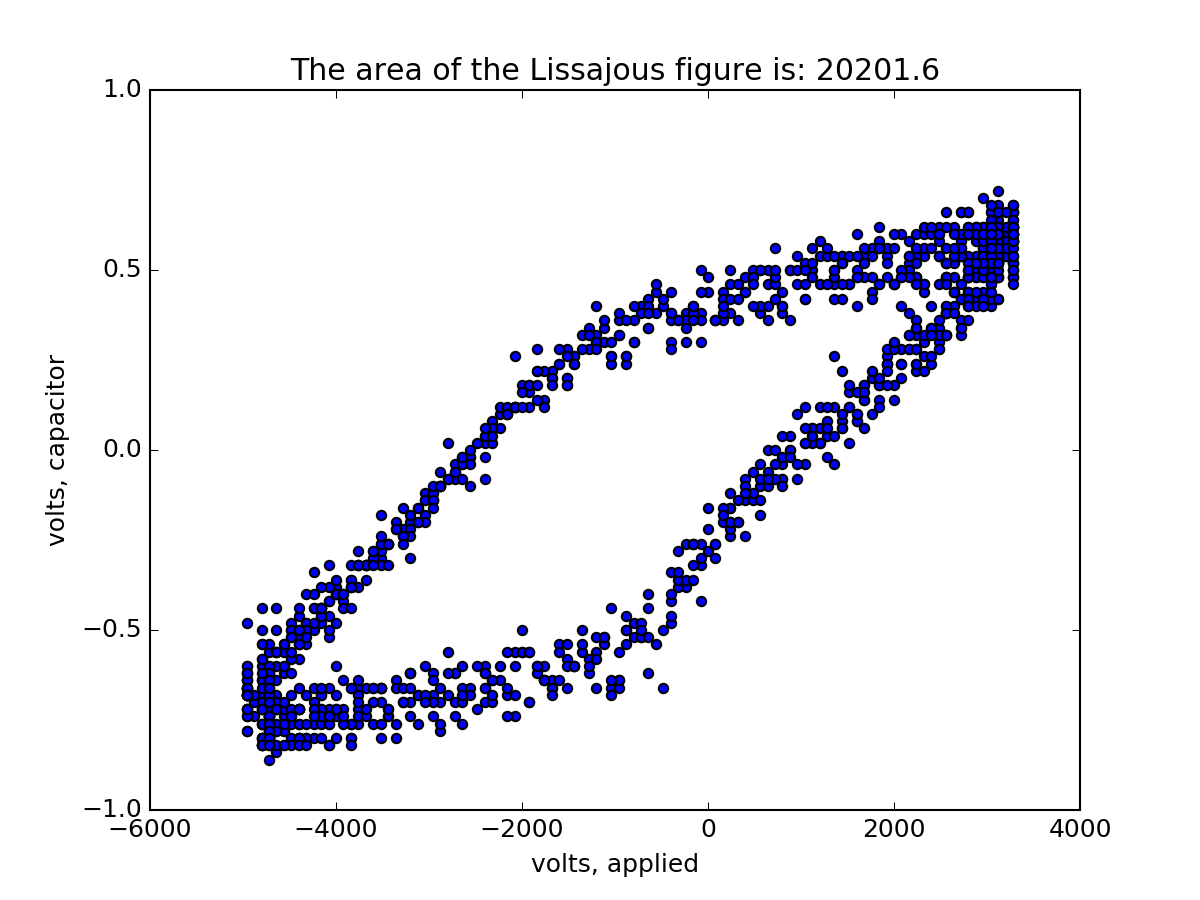 The area of the Lissajous figure is: 20201.6
1.0
0.5
0.0
−0.5
−1.0
volts, capacitor
−6000 −4000 −2000 0 2000 4000
volts, applied